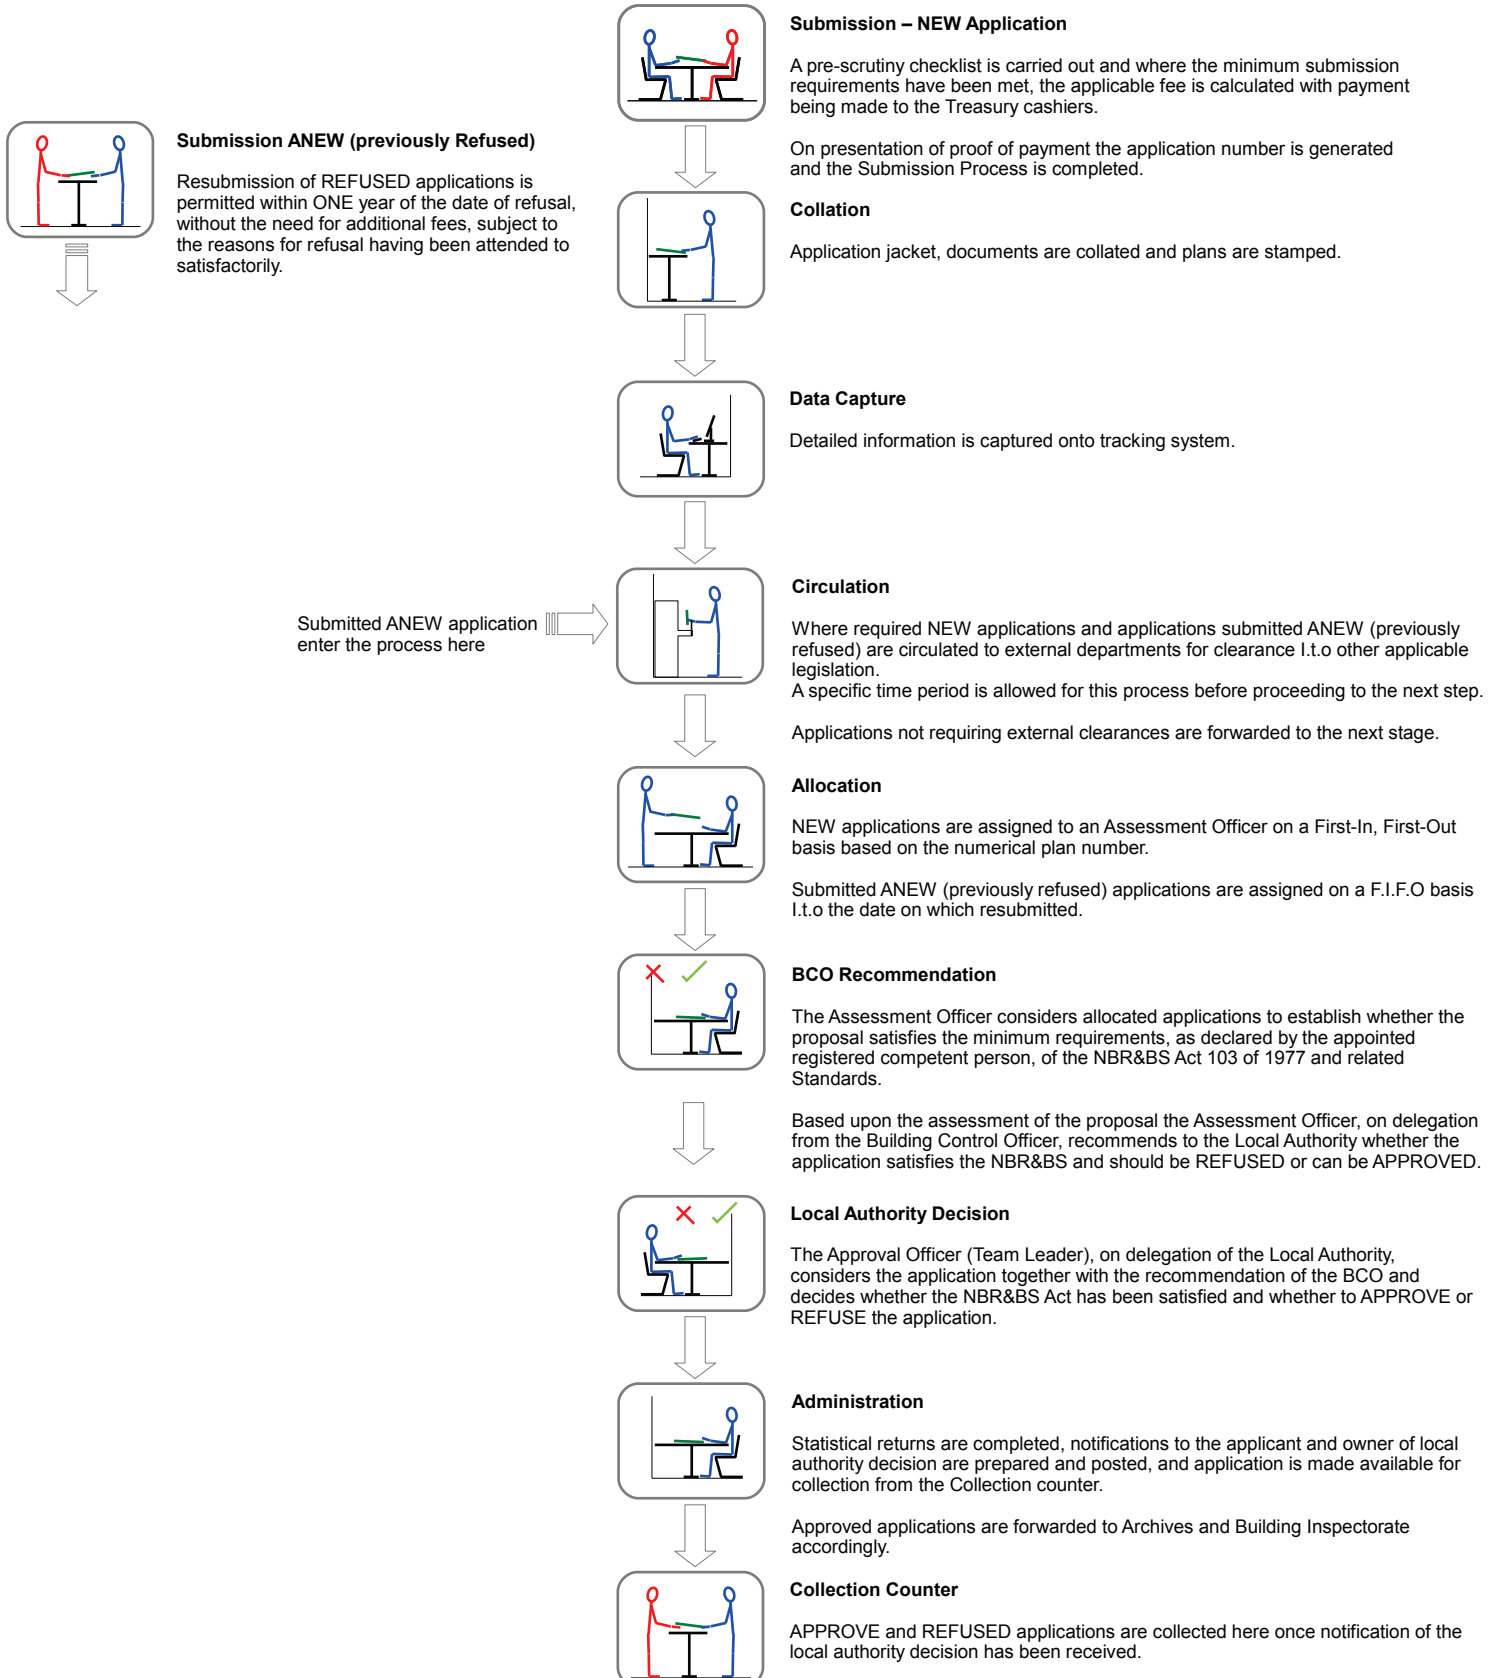 Submission – NEW Application
A pre-scrutiny checklist is carried out and where the minimum submission
requirements have been met, the applicable fee is calculated with payment
being made to the Treasury cashiers.
On presentation of proof of payment the application number is generated
and the Submission Process is completed.
Submission ANEW (previously Refused)
Resubmission of REFUSED applications is
permitted within ONE year of the date of refusal,
without the need for additional fees, subject to
the reasons for refusal having been attended to
satisfactorily.
Collation
Application jacket, documents are collated and plans are stamped.
Data Capture
Detailed information is captured onto tracking system.
Submitted ANEW application
enter the process here
Circulation
Where required NEW applications and applications submitted ANEW (previously
refused) are circulated to external departments for clearance I.t.o other applicable
legislation.
A specific time period is allowed for this process before proceeding to the next step.
Applications not requiring external clearances are forwarded to the next stage.
Allocation
NEW applications are assigned to an Assessment Officer on a First-In, First-Out
basis based on the numerical plan number.
Submitted ANEW (previously refused) applications are assigned on a F.I.F.O basis
I.t.o the date on which resubmitted.
BCO Recommendation
The Assessment Officer considers allocated applications to establish whether the
proposal satisfies the minimum requirements, as declared by the appointed
registered competent person, of the NBR&BS Act 103 of 1977 and related
Standards.
Based upon the assessment of the proposal the Assessment Officer, on delegation
from the Building Control Officer, recommends to the Local Authority whether the
application satisfies the NBR&BS and should be REFUSED or can be APPROVED.
Local Authority Decision
The Approval Officer (Team Leader), on delegation of the Local Authority,
considers the application together with the recommendation of the BCO and
decides whether the NBR&BS Act has been satisfied and whether to APPROVE or
REFUSE the application.
Administration
Statistical returns are completed, notifications to the applicant and owner of local
authority decision are prepared and posted, and application is made available for
collection from the Collection counter.
Approved applications are forwarded to Archives and Building Inspectorate
accordingly.
Collection Counter
APPROVE and REFUSED applications are collected here once notification of the
local authority decision has been received.